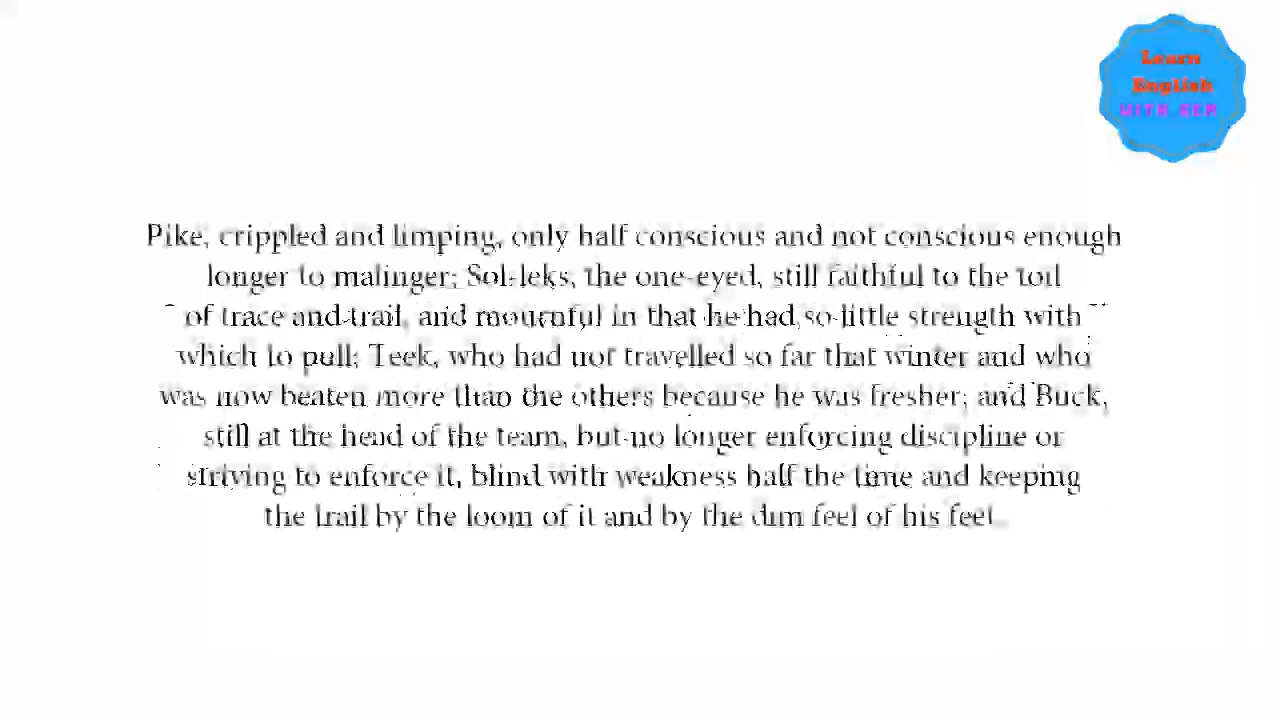 Learn
English
WITH GEM
Pike, crippled and limping, only half conscious and not conscious enough
longer to malinger; Sol-leks, the one-eyed, still faithful to the toil
of trace and trail, and mournful in that he had so little strength with
which to pull; Teek, who had not travelled so far that winter and who
was now beaten more than the others because he was fresher; and Buck,
still at the head of the team, but no longer enforcing discipline or
striving to enforce it, blind with weakness half the time and keeping
the trail by the loom of it and by the dim feel of his feet.